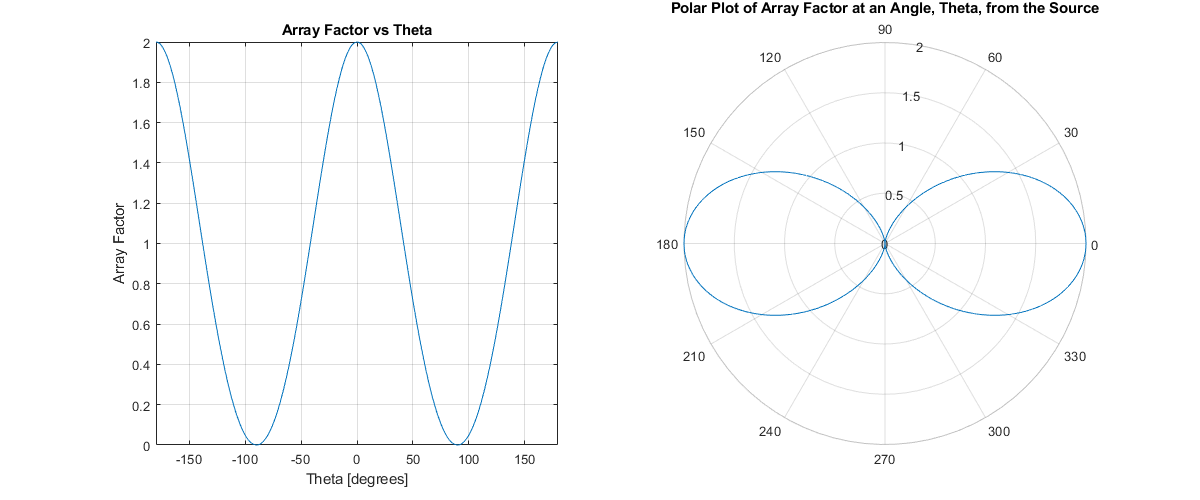 Array Factor vs Theta
2
1.8
1.6
1.4
1.2
1
0.8
0.6
0.4
0.2
0
Array Factor
-150 -100 -50 0 50 100 150
Theta [degrees]
Polar Plot of Array Factor at an Angle, Theta, from the Source
90
120 2 60
1.5
150 1 30
0.5
180 0 0
210 330
240 300
270